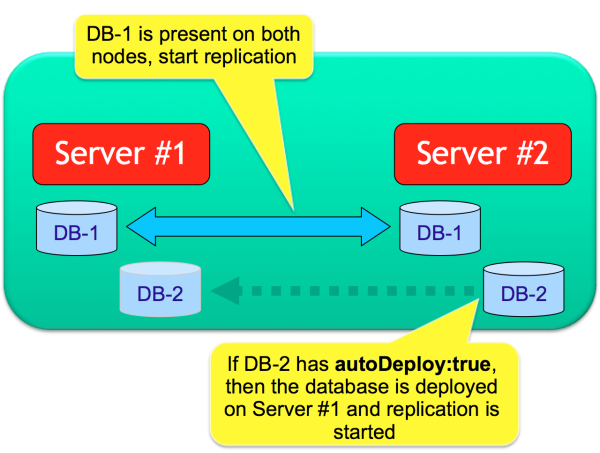 DB-1 is present on both
nodes, start replication
Server #1
Server #2
DB-1
DB-1
DB-2
DB-2
If DB-2 has autoDeploy:true,
then the database is deployed
on Server #1 and replication is
started